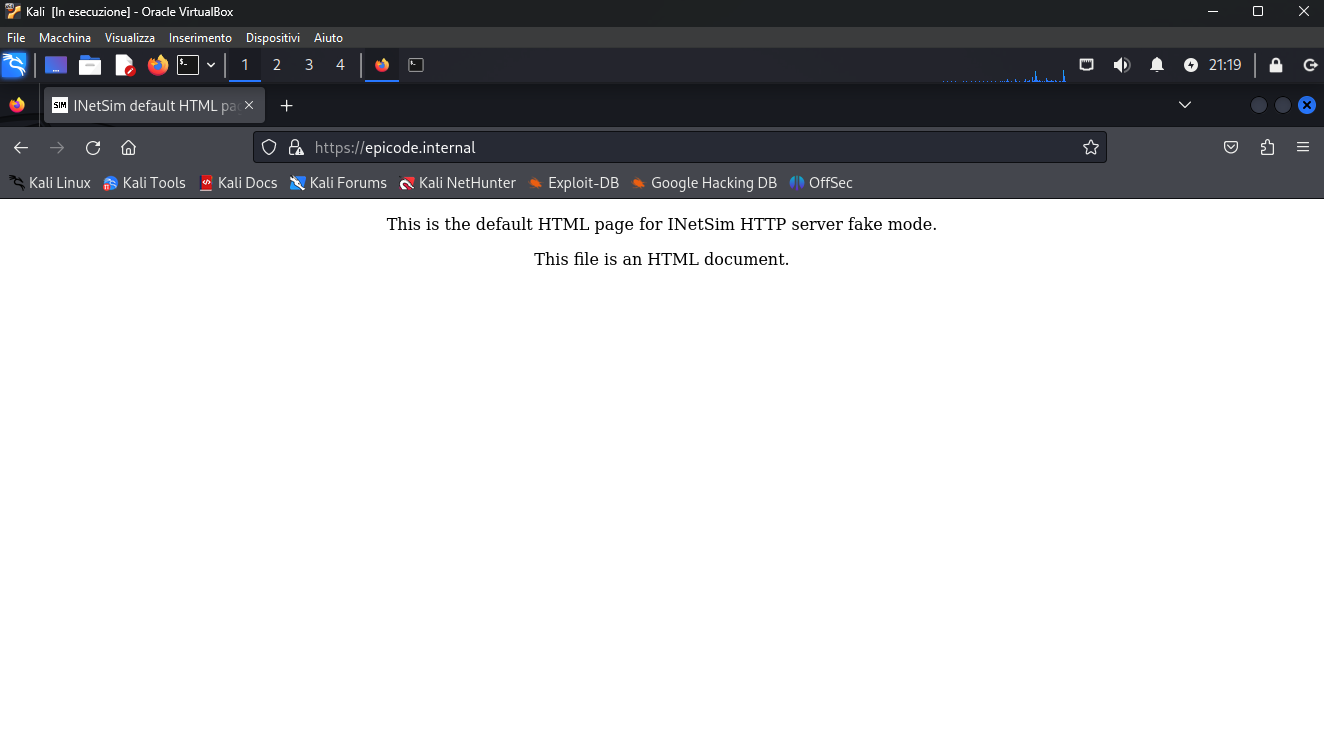 Kali [In esecuzione] - Oracle VirtualBox
File Macchina Visualizza Inserimento Dispositivi Aiuto
1 2 3 4 21:19
SIM INetSim default HTML pa
https://epicode.internal
Kali Linux Kali Tools Kali Docs Kali Forums Kali NetHunter Exploit-DB Google Hacking DB OffSec
This is the default HTML page for INetSim HTTP server fake mode.
This file is an HTML document.